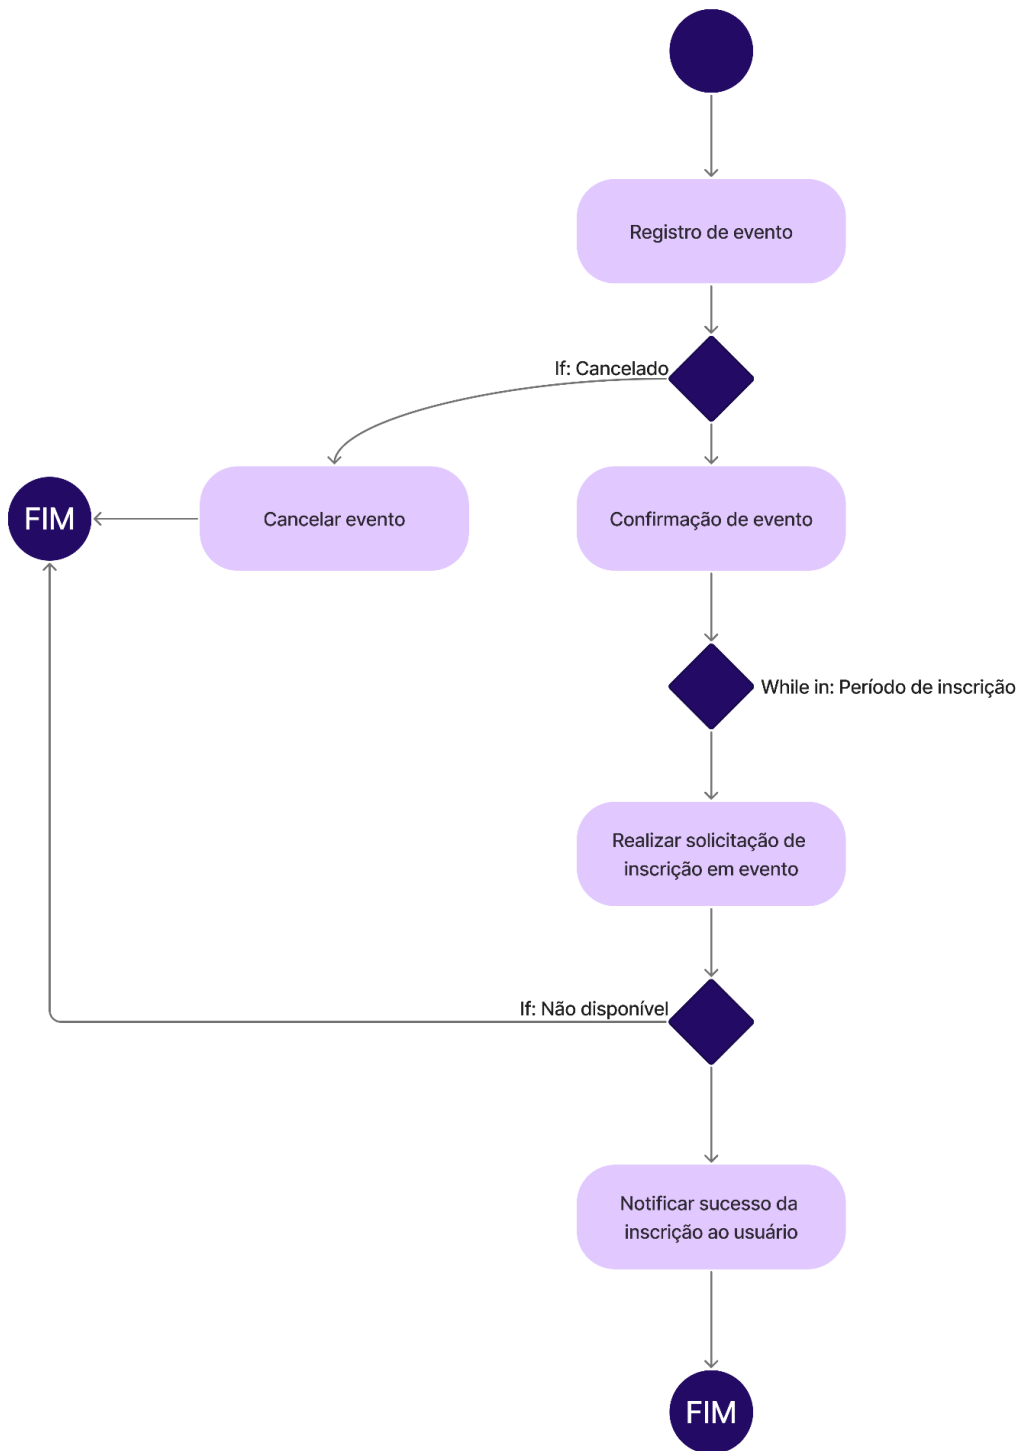 Registro de evento
If: Cancelado
FIM
Cancelar evento
Confirmação de evento
While in: Período de inscrição
Realizar solicitação de
inscrição em evento
If: Não disponível
Notificar sucesso da
inscrição ao usuário
FIM